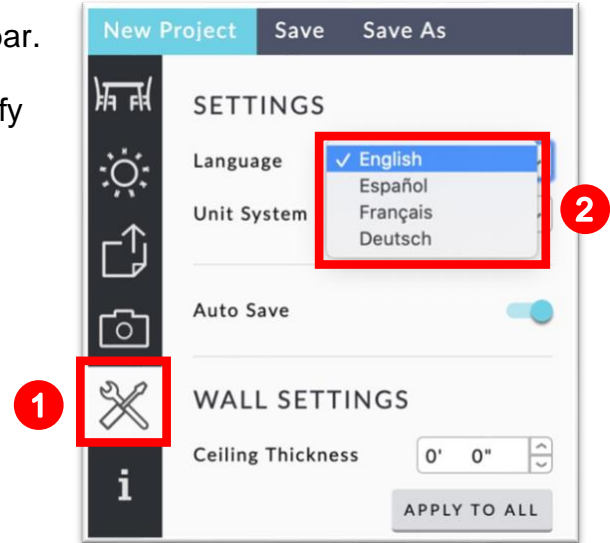 bar.
fy
New Project Save Save As
SETTINGS
Language ✓ English
Español
Unit System Français
Deutsch
2
Auto Save
1
WALL SETTINGS
Ceiling Thickness 0' 0"
i
APPLY TO ALL